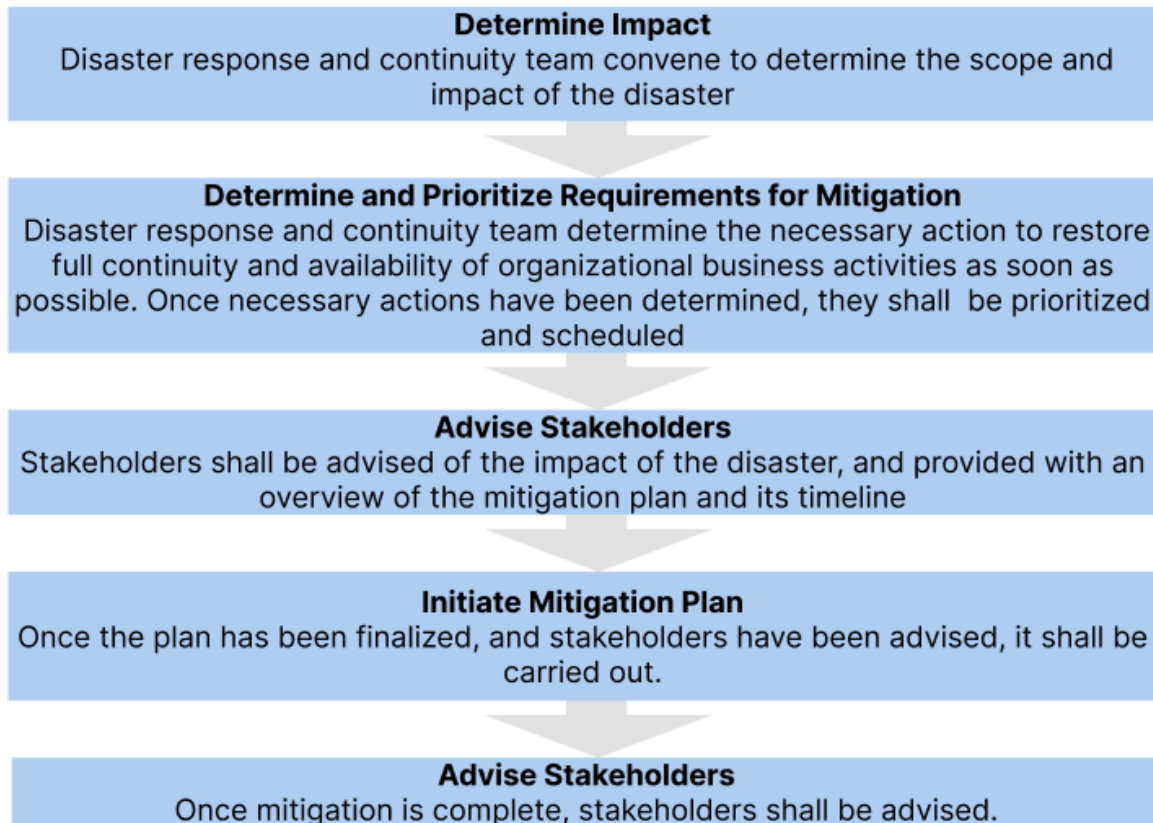 Determine Impact
Disaster response and continuity team convene to determine the scope and
impact of the disaster
Determine and Prioritize Requirements for Mitigation
Disaster response and continuity team determine the necessary action to restore
full continuity and availability of organizational business activities as soon as
possible. Once necessary actions have been determined, they shall  be prioritized
and scheduled
Advise Stakeholders
Stakeholders shall be advised of the impact of the disaster, and provided with an
overview of the mitigation plan and its timeline
Initiate Mitigation Plan
Once the plan has been finalized, and stakeholders have been advised, it shall be
carried out.
Advise Stakeholders
Once mitigation is complete, stakeholders shall be advised.